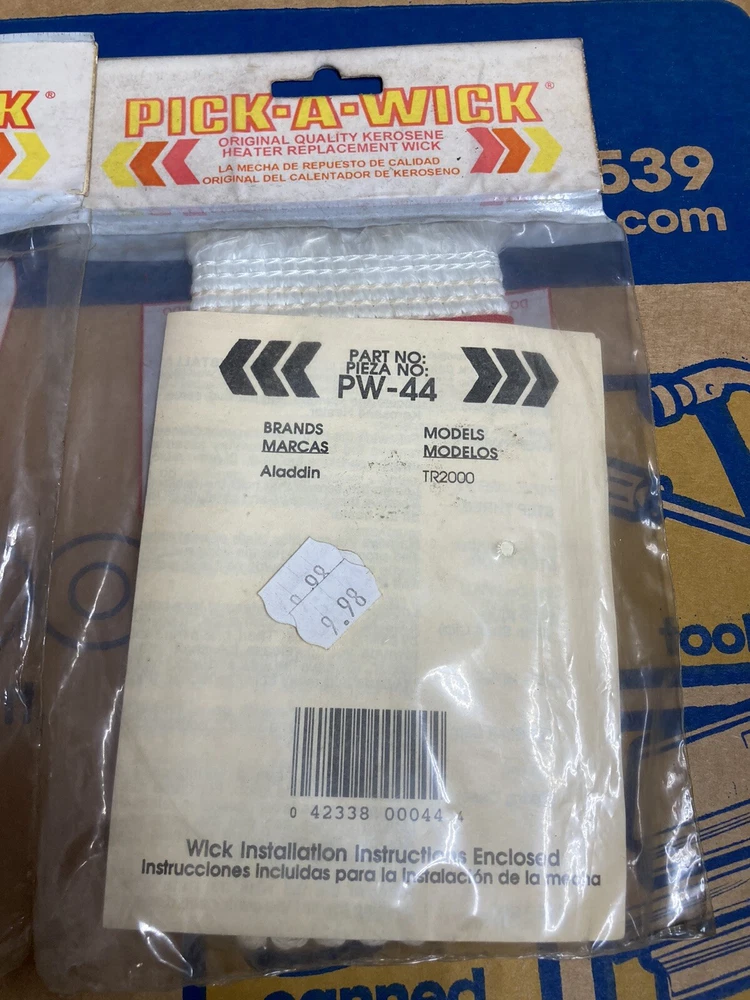 K®
PICK-A-WICK®
ORIGINAL QUALITY KEROSENE
HEATER REPLACEMENT WICK
LA MECHA DE REPUESTO DE CALIDAD
ORIGINAL DEL CALENTADOR DE KEROSENO
539
.com
PART NO:
PIEZA NO:
PW-44
BRANDS
MARCAS
Aladdin
MODELS
MODELOS
TR2000
9.98
tool
0 42338 00044 4
Wick Installation Instructions Enclosed
Instrucciones incluidas para la instalación de la mecha